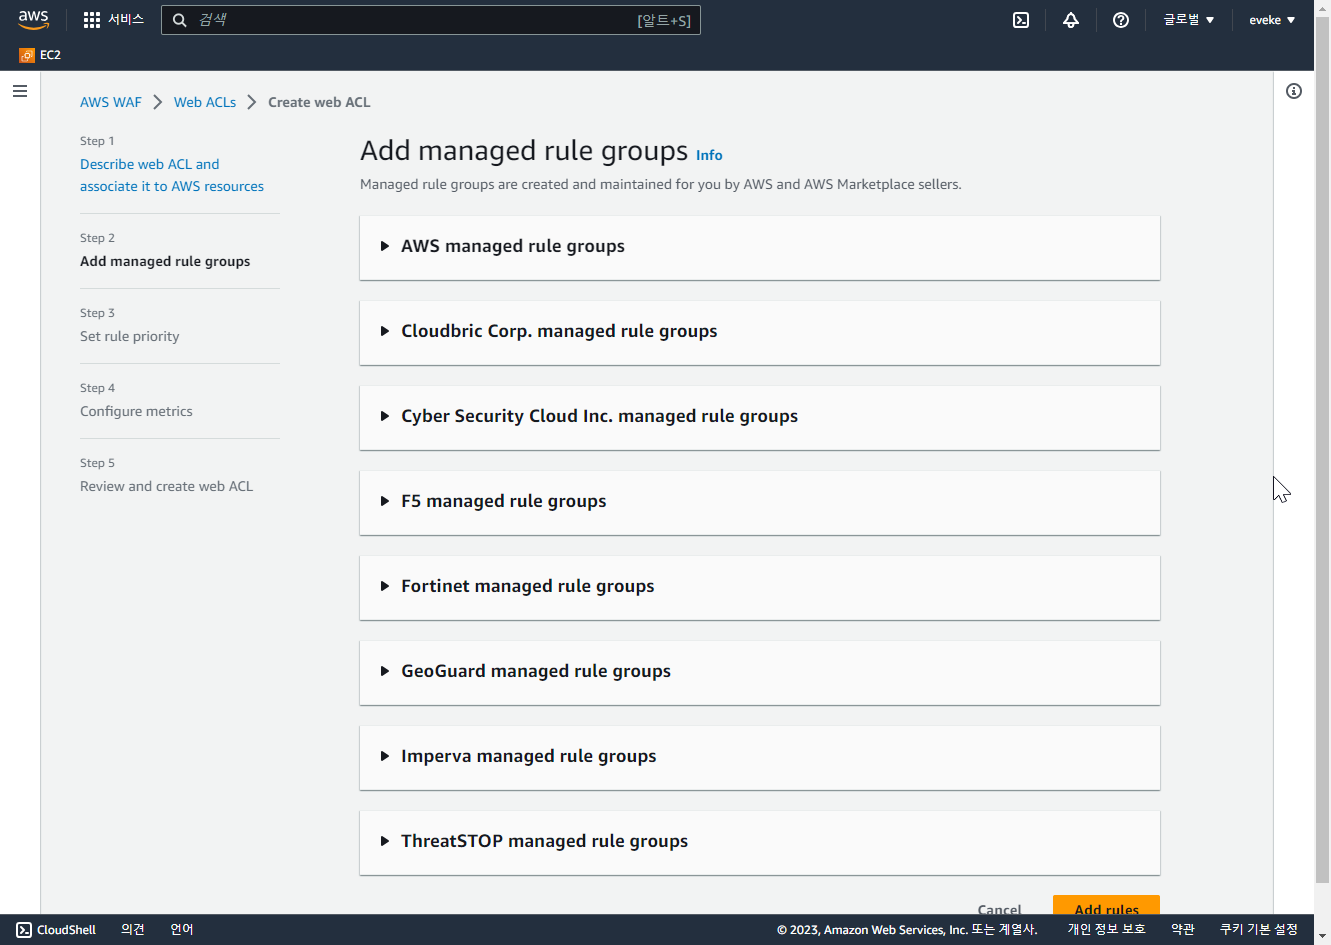 aws
서비스
검색
[알트+S]
글로벌
eveke
EC2
AWS WAF
Web ACLs
Create web ACL
Step 1
Describe web ACL and
associate it to AWS resources
Step 2
Add managed rule groups
Step 3
Set rule priority
Step 4
Configure metrics
Step 5
Review and create web ACL
Add managed rule groups Info
Managed rule groups are created and maintained for you by AWS and AWS Marketplace sellers.
AWS managed rule groups
Cloudbric Corp. managed rule groups
Cyber Security Cloud Inc. managed rule groups
F5 managed rule groups
Fortinet managed rule groups
GeoGuard managed rule groups
Imperva managed rule groups
ThreatSTOP managed rule groups
Cancel
Add rules
CloudShell
의견
언어
© 2023, Amazon Web Services, Inc. 또는 계열사.
개인 정보 보호
약관
쿠키 기본 설정